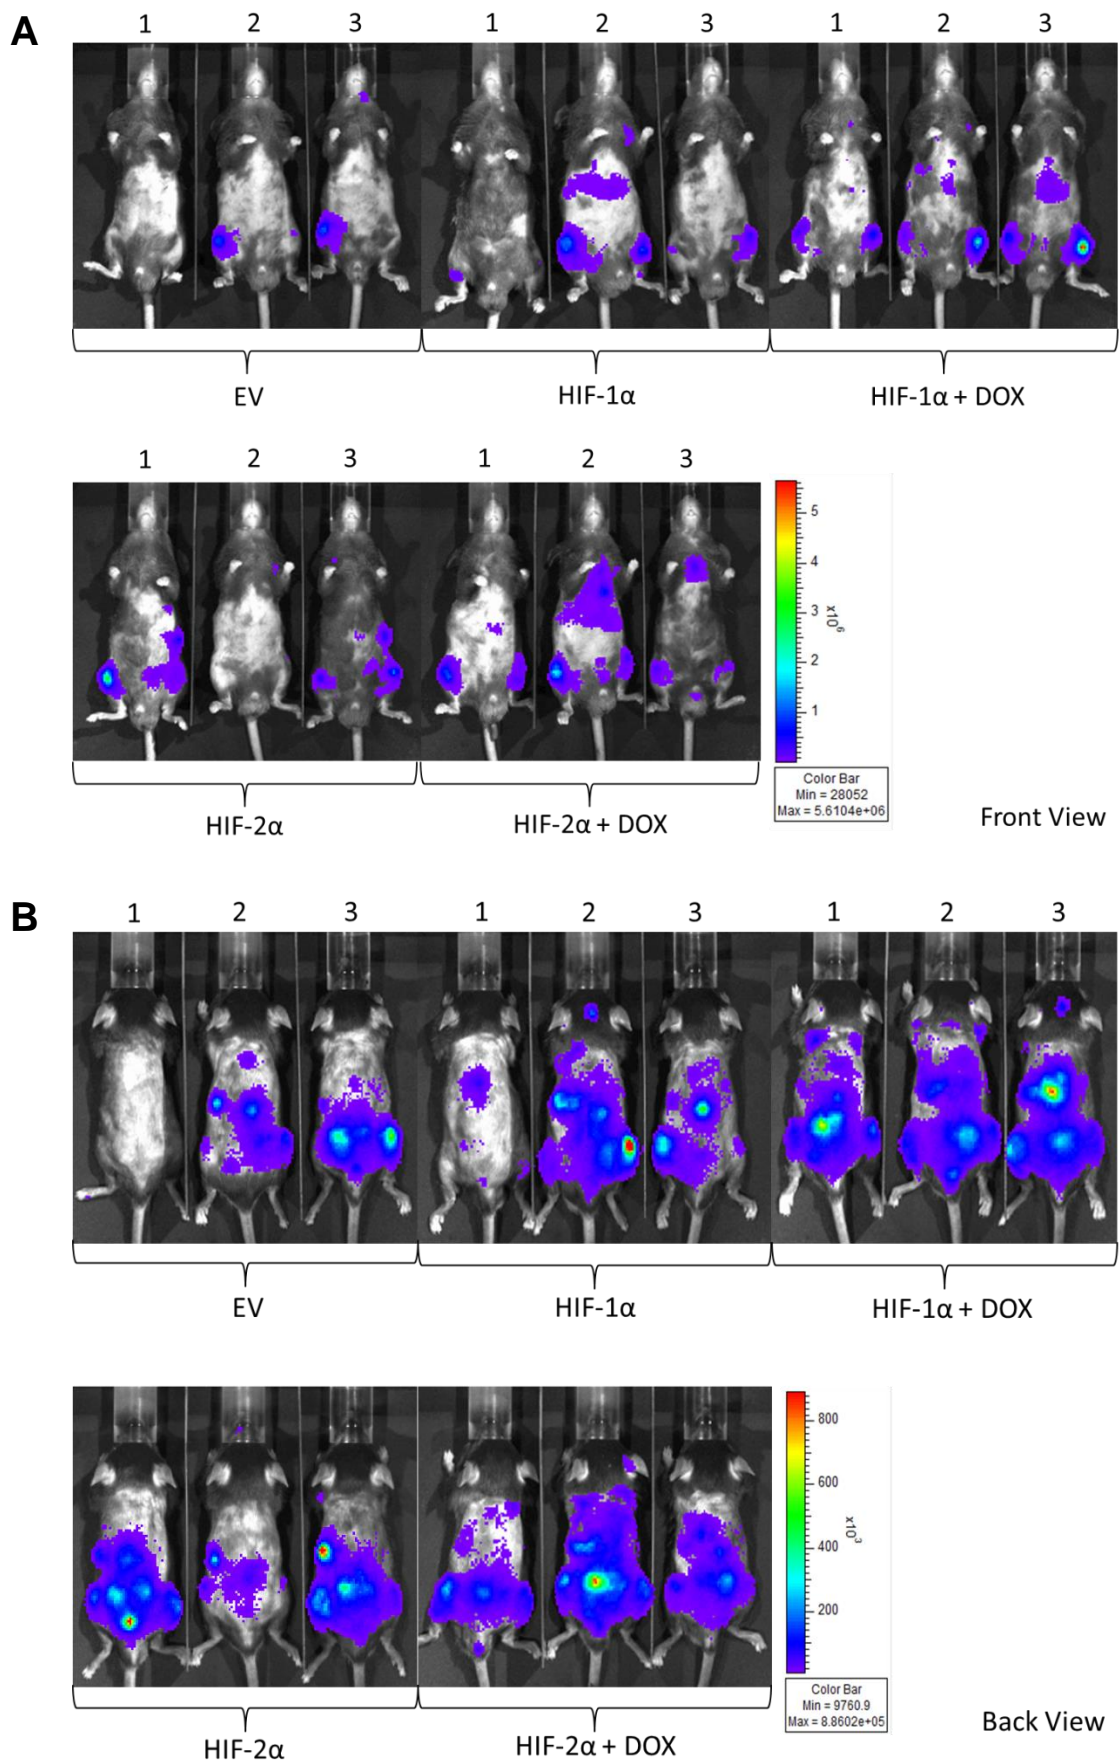 A
1 2 3 1 2 3 1 2 3
EV HIF-1α HIF-1α + DOX
1 2 3 1 2 3
5
4
3
2
1
x10⁶
Color Bar
Min = 28052
Max = 5.6104e+06
HIF-2α HIF-2α + DOX
Front View
B
1 2 3 1 2 3 1 2 3
EV HIF-1α HIF-1α + DOX
800
600
400
200
x10³
Color Bar
Min = 9760.9
Max = 8.8602e+05
HIF-2α HIF-2α + DOX
Back View